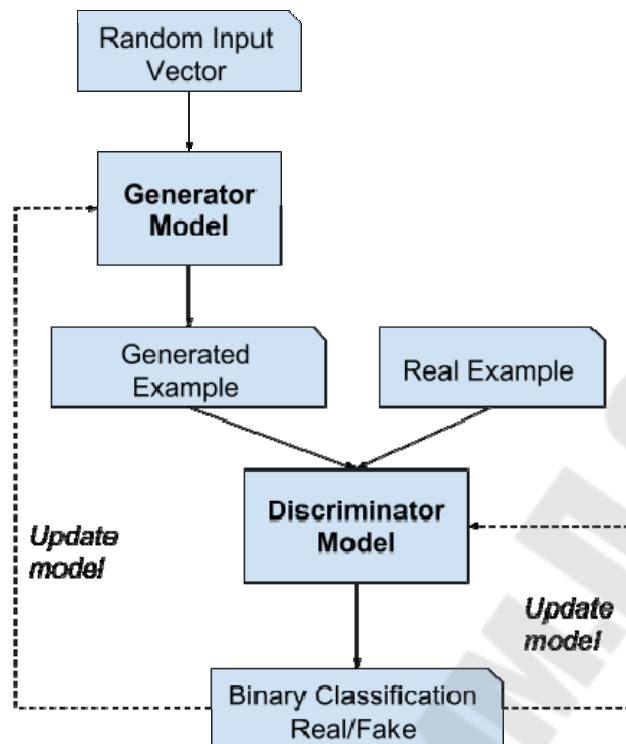 Random Input
Vector
Generator
Model
Generated
Example
Real Example
Discriminator
Model
Update
model
Update
model
Binary Classification
Real/Fake